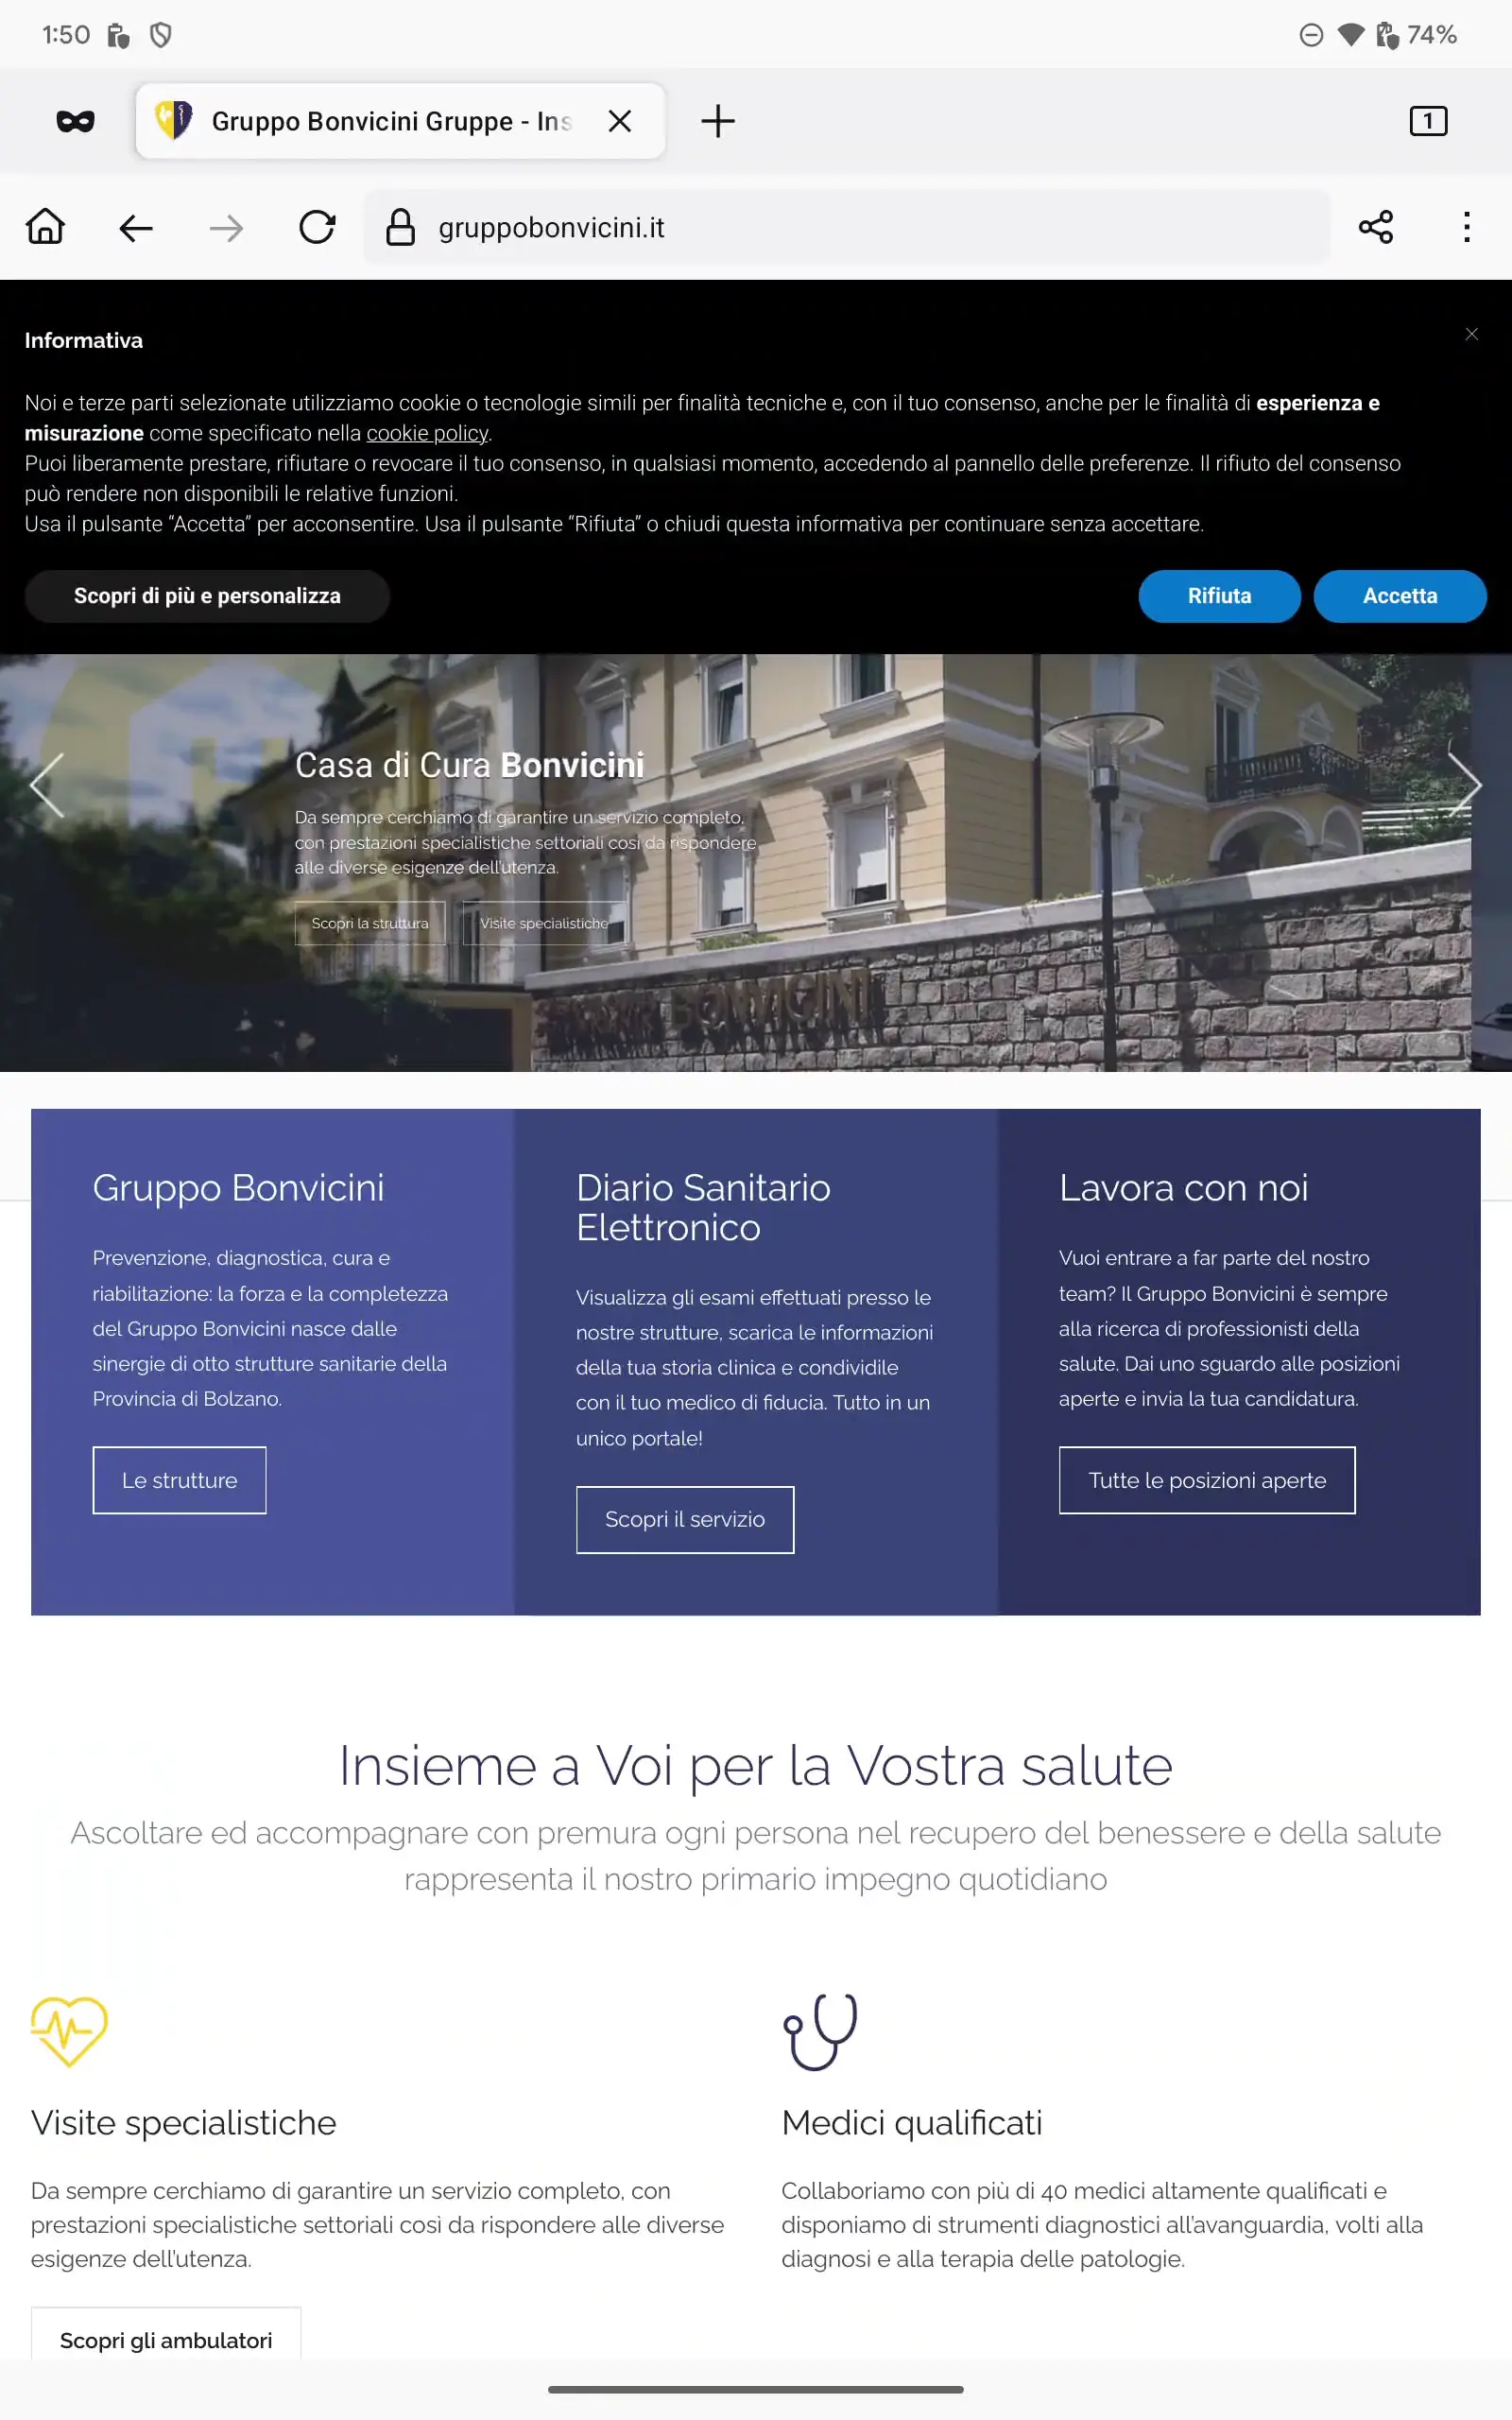 1:50
74%
Gruppo Bonvicini Gruppe - Ins
1
gruppobonvicini.it
Informativa
Noi e terze parti selezionate utilizziamo cookie o tecnologie simili per finalità tecniche e, con il tuo consenso, anche per le finalità di esperienza e
misurazione come specificato nella cookie policy.
Puoi liberamente prestare, rifiutare o revocare il tuo consenso, in qualsiasi momento, accedendo al pannello delle preferenze. Il rifiuto del consenso
può rendere non disponibili le relative funzioni.
Usa il pulsante “Accetta” per acconsentire. Usa il pulsante “Rifiuta” o chiudi questa informativa per continuare senza accettare.
Scopri di più e personalizza
Rifiuta
Accetta
Casa di Cura Bonvicini
Da sempre cerchiamo di garantire un servizio completo,
con prestazioni specialistiche settoriali così da rispondere
alle diverse esigenze dell'utenza.
Scopri la struttura
Visite specialistiche
BONVICINI
Gruppo Bonvicini
Prevenzione, diagnostica, cura e
riabilitazione: la forza e la completezza
del Gruppo Bonvicini nasce dalle
sinergie di otto strutture sanitarie della
Provincia di Bolzano.
Le strutture
Diario Sanitario
Elettronico
Visualizza gli esami effettuati presso le
nostre strutture, scarica le informazioni
della tua storia clinica e condividile
con il tuo medico di fiducia. Tutto in un
unico portale!
Scopri il servizio
Lavora con noi
Vuoi entrare a far parte del nostro
team? Il Gruppo Bonvicini è sempre
alla ricerca di professionisti della
salute. Dai uno sguardo alle posizioni
aperte e invia la tua candidatura.
Tutte le posizioni aperte
Insieme a Voi per la Vostra salute
Ascoltare ed accompagnare con premura ogni persona nel recupero del benessere e della salute
rappresenta il nostro primario impegno quotidiano
Visite specialistiche
Da sempre cerchiamo di garantire un servizio completo, con
prestazioni specialistiche settoriali così da rispondere alle diverse
esigenze dell'utenza.
Scopri gli ambulatori
Medici qualificati
Collaboriamo con più di 40 medici altamente qualificati e
disponiamo di strumenti diagnostici all'avanguardia, volti alla
diagnosi e alla terapia delle patologie.